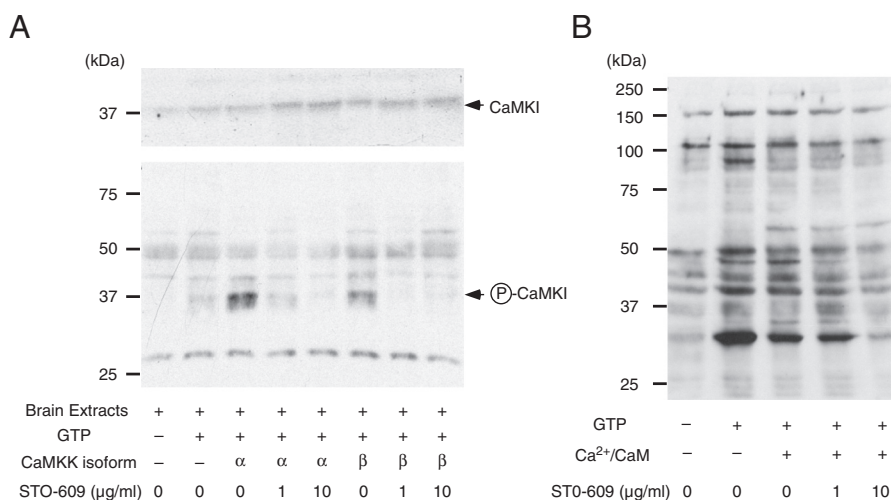 A
(kDa)
37
CaMKI
75
50
37
25
Ⓟ-CaMKI
Brain Extracts + + + + + + + +
GTP – + + + + + + +
CaMKK isoform – – α α α β β β
STO-609 (µg/ml) 0 0 0 1 10 0 1 10
B
(kDa)
250
150
100
75
50
37
25
GTP – + + + +
Ca²⁺/CaM + + +
ST0-609 (µg/ml) 0 0 0 1 10